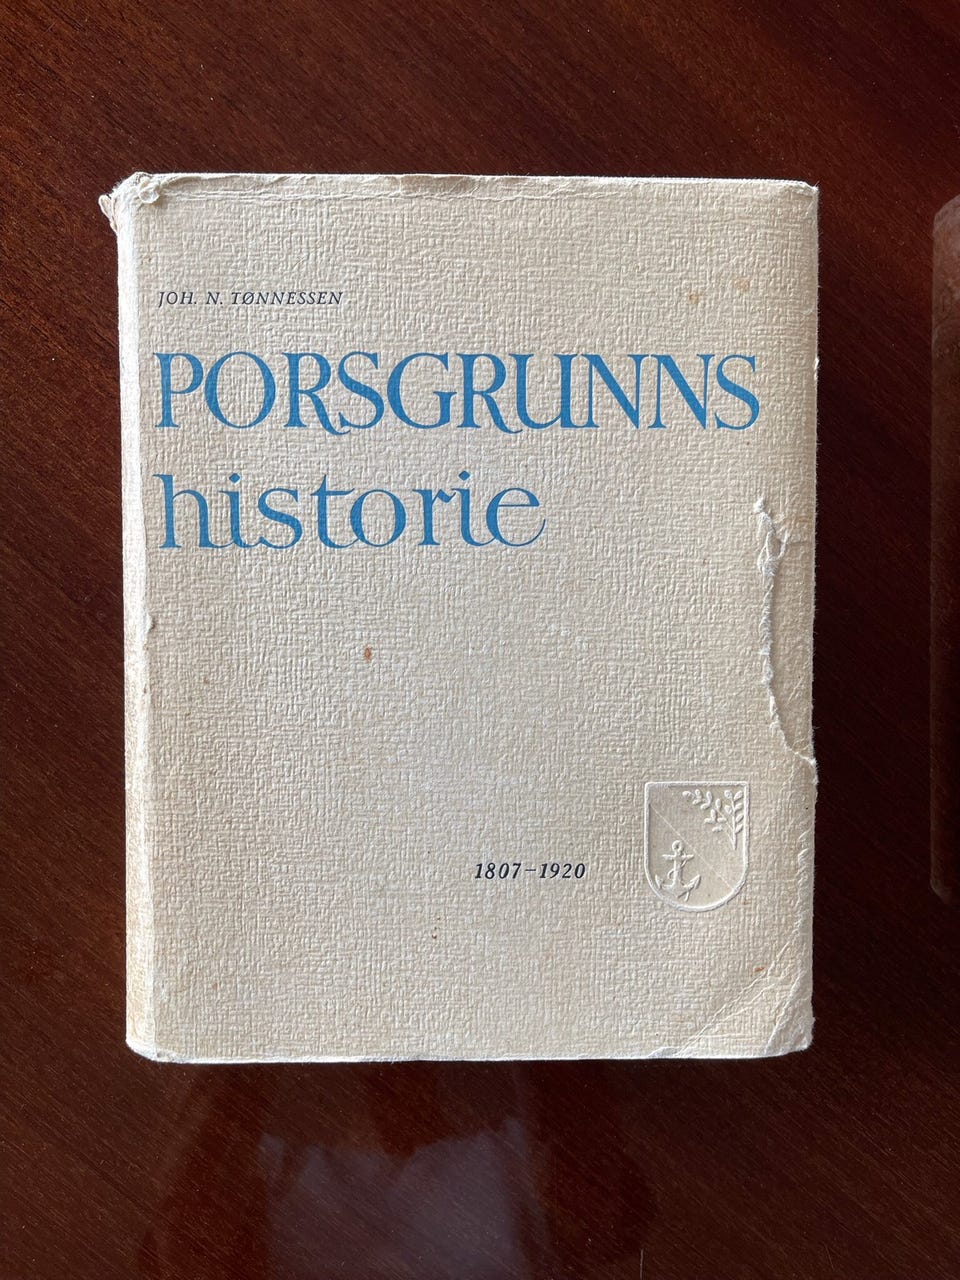 JOH. N. TØNNESSEN
PORSGRUNNS
historie
1807–1920